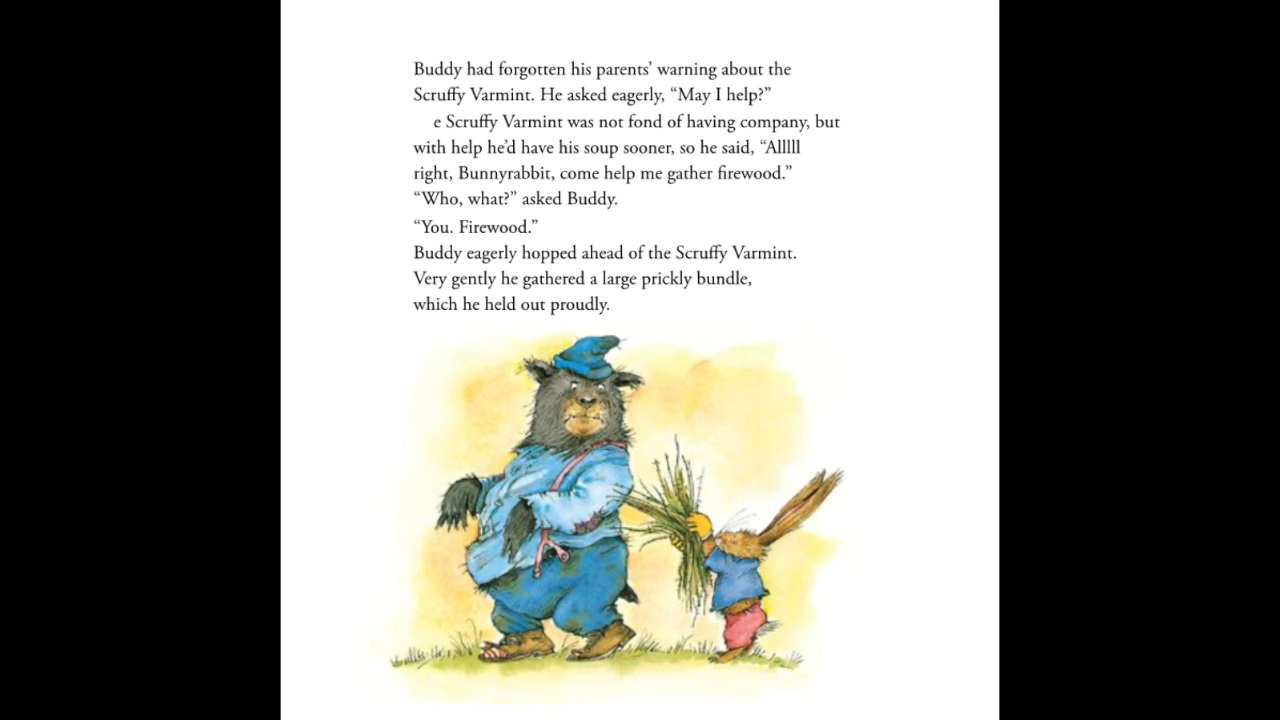 Buddy had forgotten his parents’ warning about the
Scruffy Varmint. He asked eagerly, “May I help?”
e Scruffy Varmint was not fond of having company, but
with help he’d have his soup sooner, so he said, “Alllll
right, Bunnyrabbit, come help me gather firewood.”
“Who, what?” asked Buddy.
“You. Firewood.”
Buddy eagerly hopped ahead of the Scruffy Varmint.
Very gently he gathered a large prickly bundle,
which he held out proudly.